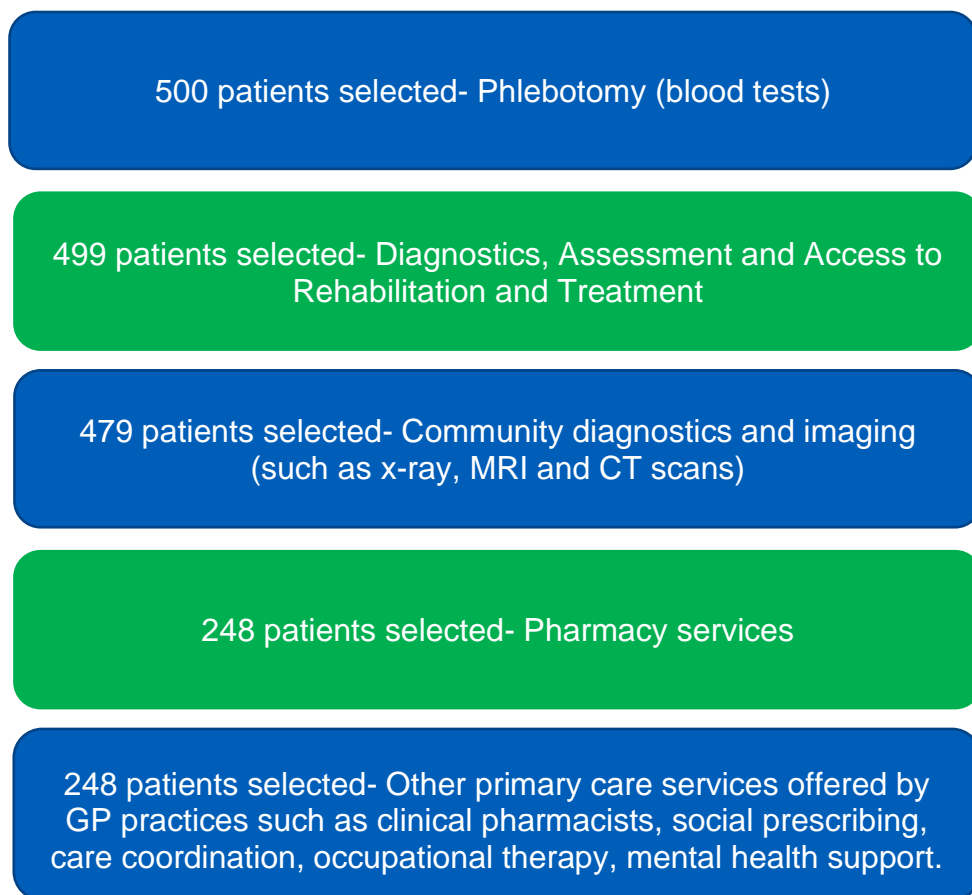 500 patients selected- Phlebotomy (blood tests)
499 patients selected- Diagnostics, Assessment and Access to
Rehabilitation and Treatment
479 patients selected- Community diagnostics and imaging
(such as x-ray, MRI and CT scans)
248 patients selected- Pharmacy services
248 patients selected- Other primary care services offered by
GP practices such as clinical pharmacists, social prescribing,
care coordination, occupational therapy, mental health support.